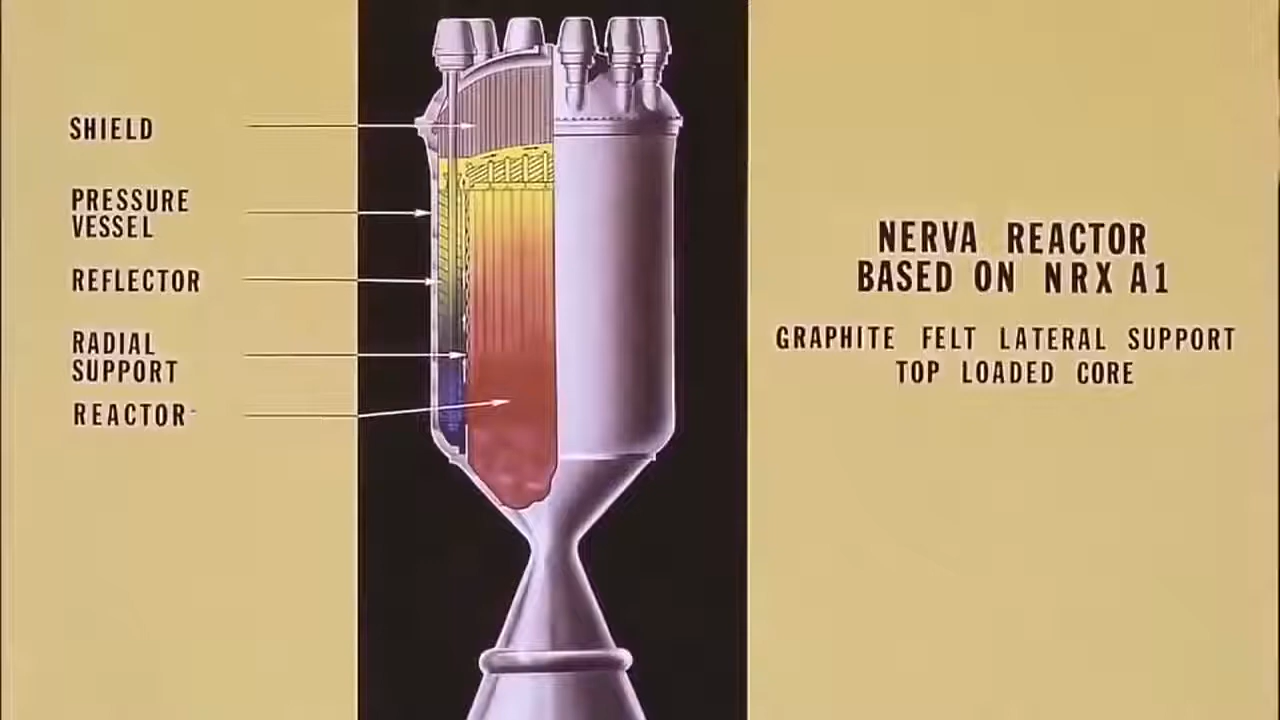 SHIELD
PRESSURE
VESSEL
REFLECTOR
RADIAL
SUPPORT
REACTOR
NERVA REACTOR
BASED ON NRX A1
GRAPHITE FELT LATERAL SUPPORT
TOP LOADED CORE